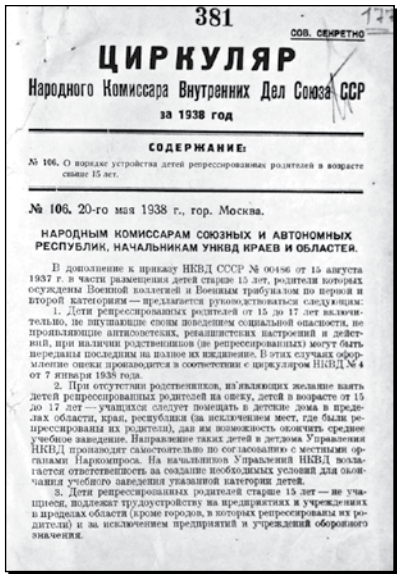 381
177
СОВ. СЕКРЕТНО
ЦИРКУЛЯР
Народного Комиссара Внутренних Дел Союза ССР
за 1938 год
СОДЕРЖАНИЕ:
№ 106. О порядке устройства детей репрессированных родителей в возрасте
свыше 15 лет.
№ 106. 20-го мая 1938 г., гор. Москва.
НАРОДНЫМ КОМИССАРАМ СОЮЗНЫХ И АВТОНОМНЫХ
РЕСПУБЛИК, НАЧАЛЬНИКАМ УНКВД КРАЕВ И ОБЛАСТЕЙ.
В дополнение к приказу НКВД СССР № 00486 от 15 августа
1937 г. в части размещения детей старше 15 лет, родители которых
осуждены Военной коллегией и Военным трибуналом по первой и
второй категориям — предлагается руководствоваться следующим:
1. Дети репрессированных родителей от 15 до 17 лет включи-
тельно, не внушающие своим поведением социальной опасности, не
проявляющие антисоветских, реваншистских настроений и дейст-
вий, при наличии родственников (не репрессированных) могут быть
переданы последним на полное их иждивение. В этих случаях офор-
мление опеки производится в соответствии с циркуляром НКВД № 4
от 7 января 1938 года.
2. При отсутствии родственников, из'являющих желание взять
детей репрессированных родителей на опеку, детей в возрасте от 15
до 17 лет — учащихся следует помещать в детские дома в преде-
лах области, края, республики (за исключением мест, где были ре-
прессированы их родители), дав им возможность окончить среднее
учебное заведение. Направление таких детей в детдома Управления
НКВД производят самостоятельно по согласованию с местными ор-
ганами Наркомпроса. На начальников Управлений НКВД возла-
гается ответственность за создание необходимых условий для окон-
чания учебного заведения указанной категории детей.
3. Дети репрессированных родителей старше 15 лет — не уча-
щиеся, подлежат трудоустройству на предприятиях и учреждениях
в пределах области (кроме городов, в которых репрессированы их ро-
дители) и за исключением предприятий и учреждений оборонного
значения.